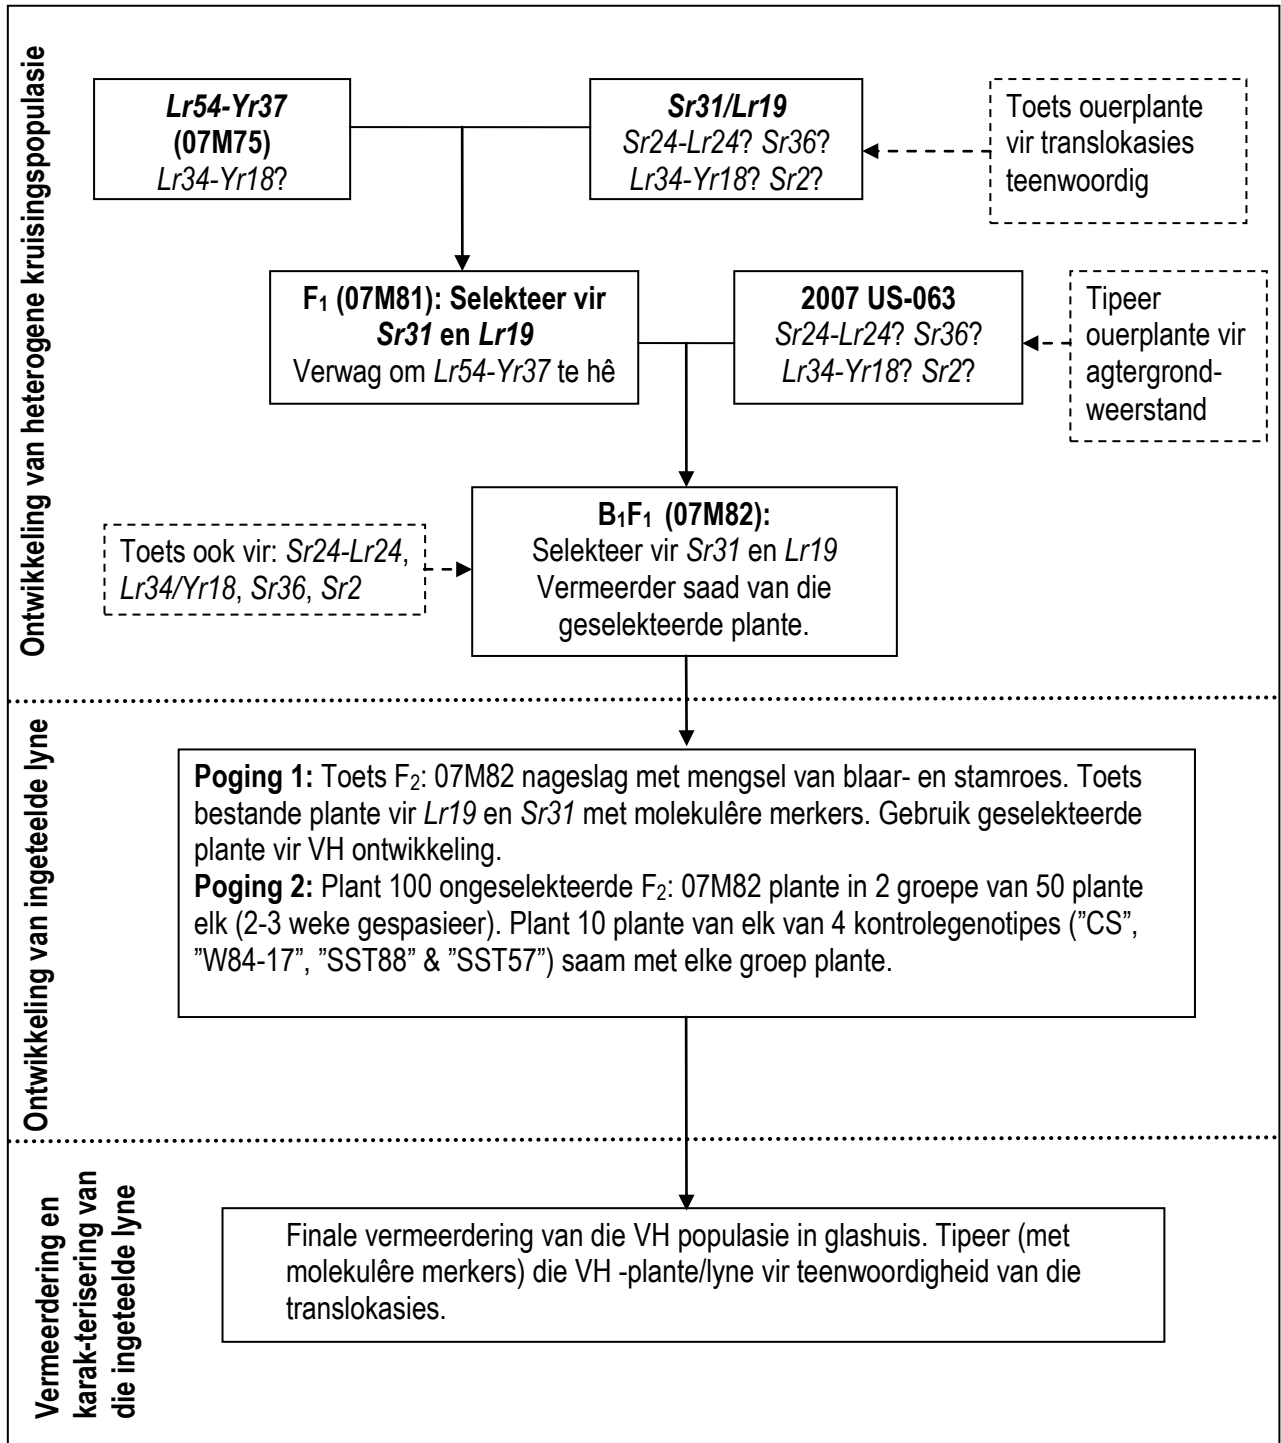 Ontwikkeling van heterogene kruisingspopulasie
Lr54-Yr37
(07M75)
Lr34-Yr18?
Sr31/Lr19
Sr24-Lr24? Sr36?
Lr34-Yr18? Sr2?
Toets ouerplante
vir translokasies
teenwoordig
F1 (07M81): Selekteer vir
Sr31 en Lr19
Verwag om Lr54-Yr37 te hê
2007 US-063
Sr24-Lr24? Sr36?
Lr34-Yr18? Sr2?
Tipeer
ouerplante vir
agtergrond-
weerstand
B1F1 (07M82):
Selekteer vir Sr31 en Lr19
Vermeerder saad van die
geselekteerde plante.
Toets ook vir: Sr24-Lr24,
Lr34/Yr18, Sr36, Sr2
Ontwikkeling van ingeteelde lyne
Poging 1: Toets F2: 07M82 nageslag met mengsel van blaar- en stamroes. Toets
bestande plante vir Lr19 en Sr31 met molekulêre merkers. Gebruik geselekteerde
plante vir VH ontwikkeling.
Poging 2: Plant 100 ongeselekteerde F2: 07M82 plante in 2 groepe van 50 plante
elk (2-3 weke gespasieer). Plant 10 plante van elk van 4 kontrolegenotipes (”CS”,
”W84-17”, ”SST88” & ”SST57”) saam met elke groep plante.
Vermeerdering en
karak-terisering van
die ingeteelde lyne
Finale vermeerdering van die VH populasie in glashuis. Tipeer (met
molekulêre merkers) die VH -plante/lyne vir teenwoordigheid van die
translokasies.